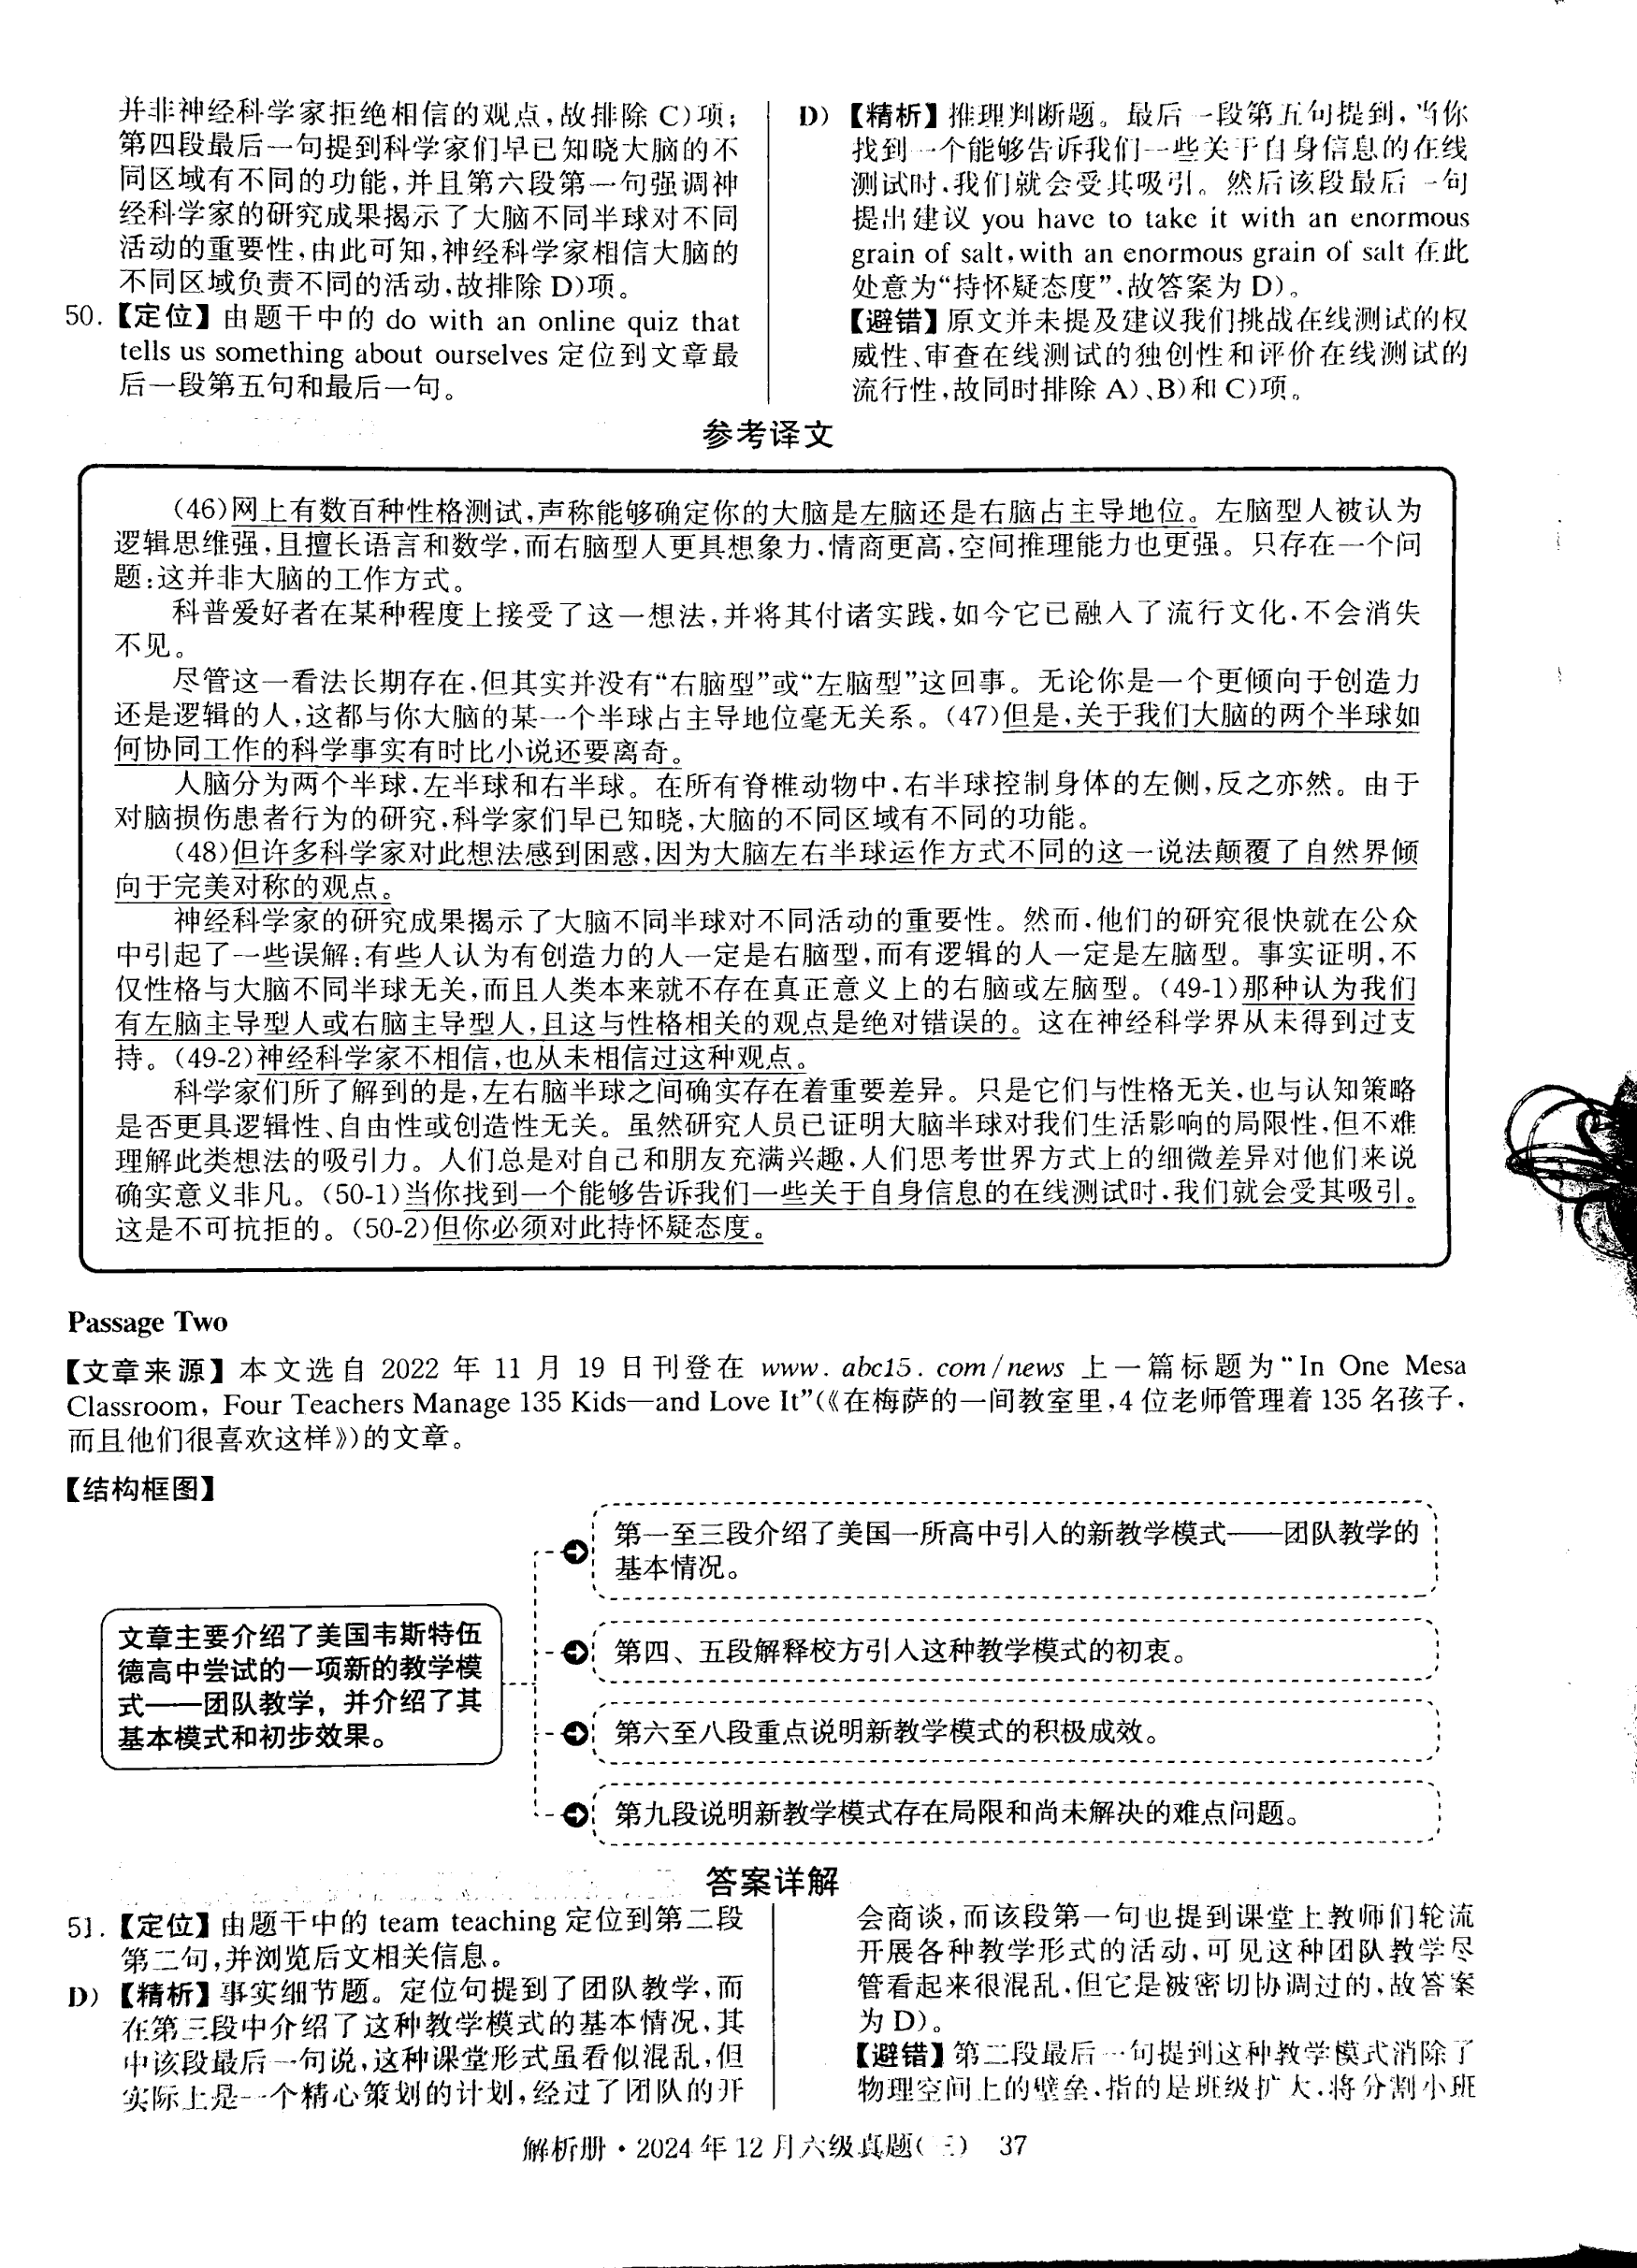 并非神经科学家拒绝相信的观点,故排除 C)项;
第四段最后一句提到科学家们早已知晓大脑的不
同区域有不同的功能,并且第六段第一句强调神
经科学家的研究成果揭示了大脑不同半球对不同
活动的重要性,由此可知,神经科学家相信大脑的
不同区域负责不同的活动,故排除 D)项。
50.【定位】由题干中的 do with an online quiz that
tells us something about ourselves 定位到文章最
后一段第五句和最后一句。
D)【精析】推理判断题。最后一段第五句提到,当你
找到一个能够告诉我们一些关于自身信息的在线
测试时,我们就会受其吸引。然后该段最后一句
提出建议 you have to take it with an enormous
grain of salt,with an enormous grain of salt 在此
处意为“持怀疑态度”,故答案为 D)。
【避错】原文并未提及建议我们挑战在线测试的权
威性、审查在线测试的独创性和评价在线测试的
流行性,故同时排除 A)、B)和 C)项。
参考译文
(46)网上有数百种性格测试,声称能够确定你的大脑是左脑还是右脑占主导地位。左脑型人被认为
逻辑思维强,且擅长语言和数学,而右脑型人更具想象力,情商更高,空间推理能力也更强。只存在一个问
题:这并非大脑的工作方式。
科普爱好者在某种程度上接受了这一想法,并将其付诸实践,如今它已融入了流行文化,不会消失
不见。
尽管这一看法长期存在,但其实并没有“右脑型”或“左脑型”这回事。无论你是一个更倾向于创造力
还是逻辑的人,这都与你大脑的某一个半球占主导地位毫无关系。(47)但是,关于我们大脑的两个半球如
何协同工作的科学事实有时比小说还要离奇。
人脑分为两个半球,左半球和右半球。在所有脊椎动物中,右半球控制身体的左侧,反之亦然。由于
对脑损伤患者行为的研究,科学家们早已知晓,大脑的不同区域有不同的功能。
(48)但许多科学家对此想法感到困惑,因为大脑左右半球运作方式不同的这一说法颠覆了自然界倾
向于完美对称的观点。
神经科学家的研究成果揭示了大脑不同半球对不同活动的重要性。然而,他们的研究很快就在公众
中引起了一些误解:有些人认为有创造力的人一定是右脑型,而有逻辑的人一定是左脑型。事实证明,不
仅性格与大脑不同半球无关,而且人类本来就不存在真正意义上的右脑或左脑型。(49-1)那种认为我们
有左脑主导型人或右脑主导型人,且这与性格相关的观点是绝对错误的。这在神经科学界从未得到过支
持。(49-2)神经科学家不相信,也从未相信过这种观点。
科学家们所了解到的是,左右脑半球之间确实存在着重要差异。只是它们与性格无关,也与认知策略
是否更具逻辑性、自由性或创造性无关。虽然研究人员已证明大脑半球对我们生活影响的局限性,但不难
理解此类想法的吸引力。人们总是对自己和朋友充满兴趣,人们思考世界方式上的细微差异对他们来说
确实意义非凡。(50-1)当你找到一个能够告诉我们一些关于自身信息的在线测试时,我们就会受其吸引。
这是不可抗拒的。(50-2)但你必须对此持怀疑态度。
Passage Two
【文章来源】本文选自 2022 年 11 月 19 日刊登在 www. abc15. com/news 上一篇标题为“In One Mesa
Classroom, Four Teachers Manage 135 Kids—and Love It”(《在梅萨的一间教室里,4 位老师管理着 135 名孩子,
而且他们很喜欢这样》)的文章。
【结构框图】
文章主要介绍了美国韦斯特伍
德高中尝试的一项新的教学模
式——团队教学,并介绍了其
基本模式和初步效果。
第一至三段介绍了美国一所高中引入的新教学模式——团队教学的
基本情况。
第四、五段解释校方引入这种教学模式的初衷。
第六至八段重点说明新教学模式的积极成效。
第九段说明新教学模式存在局限和尚未解决的难点问题。
答案详解
51.【定位】由题干中的 team teaching 定位到第二段
第二句,并浏览后文相关信息。
D)【精析】事实细节题。定位句提到了团队教学,而
在第三段中介绍了这种教学模式的基本情况,其
中该段最后一句说,这种课堂形式虽看似混乱,但
实际上是一个精心策划的计划,经过了团队的开
会商谈,而该段第一句也提到课堂上教师们轮流
开展各种教学形式的活动,可见这种团队教学尽
管看起来很混乱,但它是被密切协调过的,故答案
为 D)。
【避错】第二段最后一句提到这种教学模式消除了
物理空间上的壁垒,指的是班级扩大,将分割小班
解析册·2024 年 12 月六级真题(三) 37